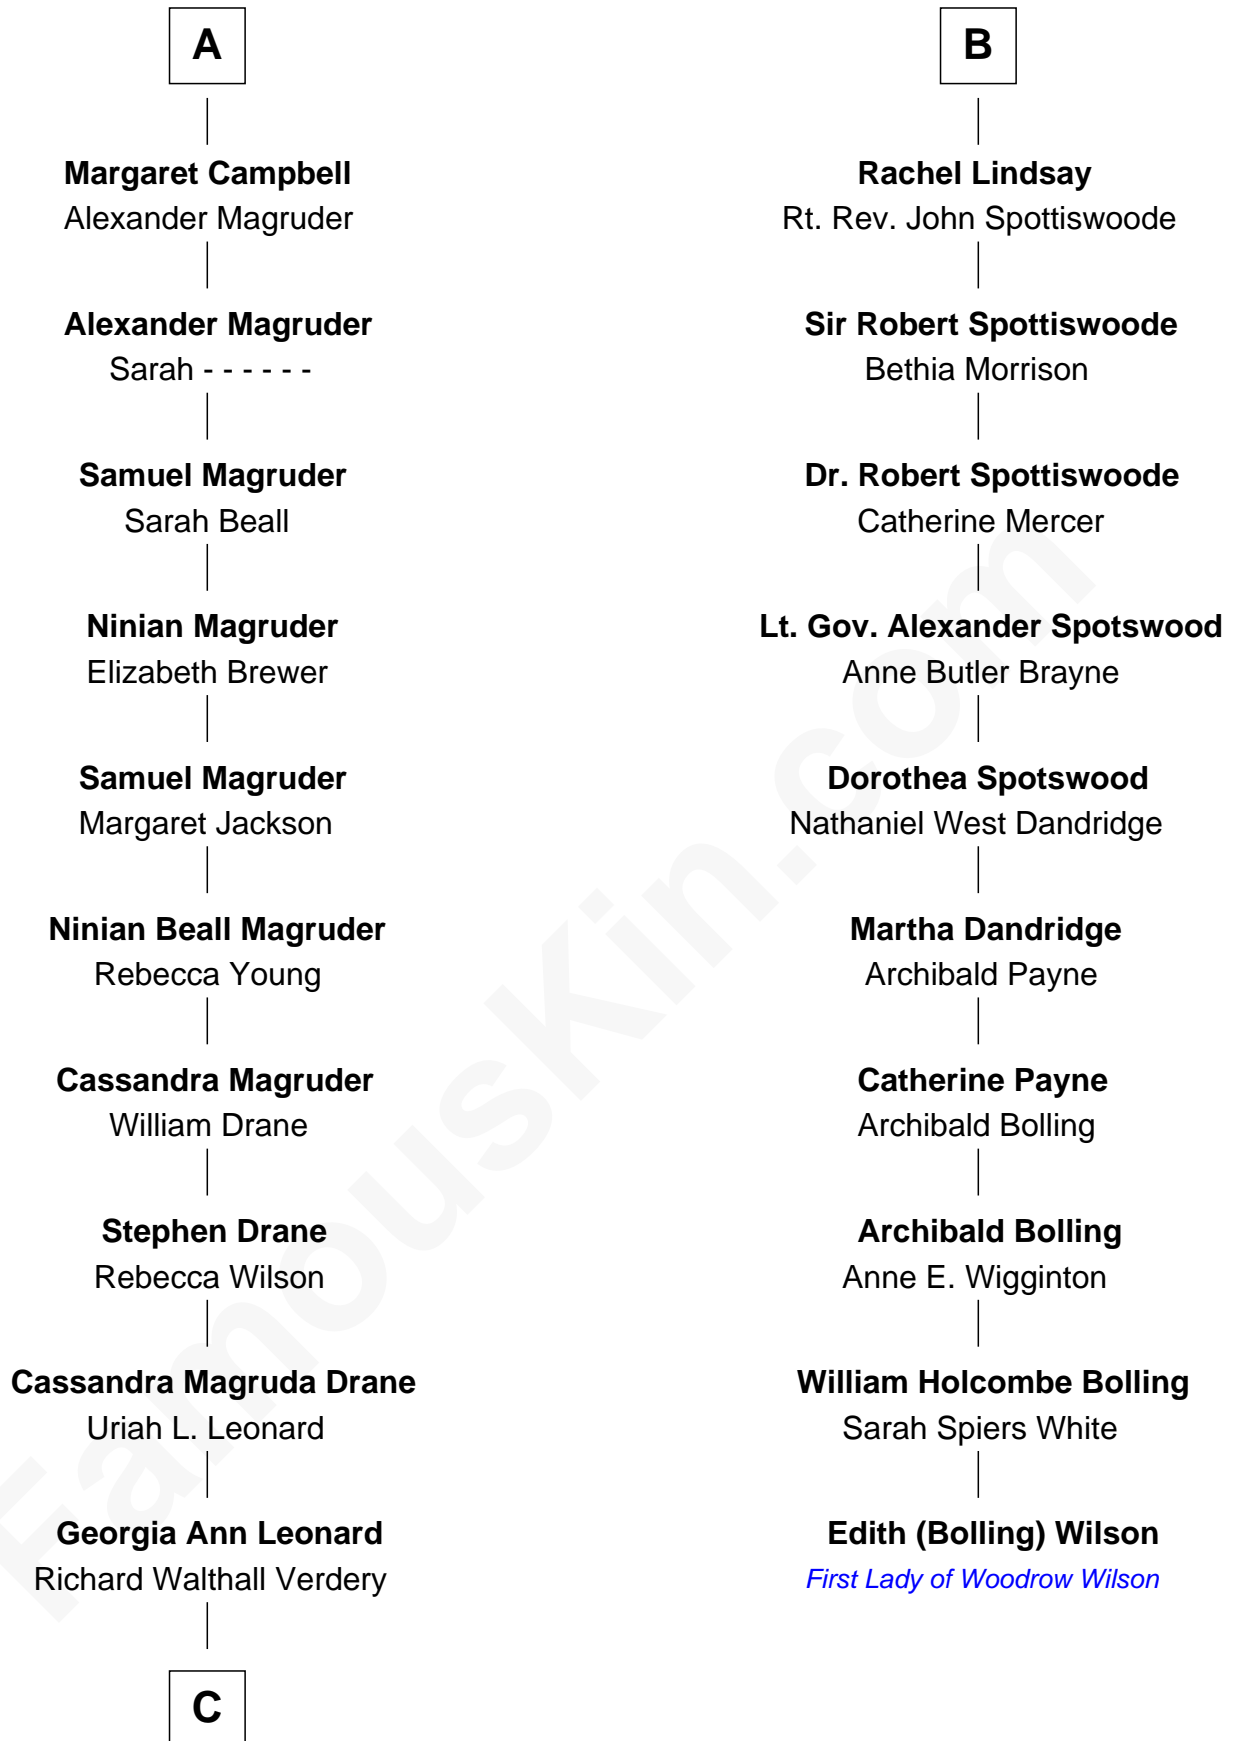 A
Margaret Campbell
Alexander Magruder
Alexander Magruder
Sarah - - - - - -
Samuel Magruder
Sarah Beall
Ninian Magruder
Elizabeth Brewer
Samuel Magruder
Margaret Jackson
Ninian Beall Magruder
Rebecca Young
Cassandra Magruder
William Drane
Stephen Drane
Rebecca Wilson
Cassandra Magruda Drane
Uriah L. Leonard
Georgia Ann Leonard
Richard Walthall Verdery
C
B
Rachel Lindsay
Rt. Rev. John Spottiswoode
Sir Robert Spottiswoode
Bethia Morrison
Dr. Robert Spottiswoode
Catherine Mercer
Lt. Gov. Alexander Spotswood
Anne Butler Brayne
Dorothea Spotswood
Nathaniel West Dandridge
Martha Dandridge
Archibald Payne
Catherine Payne
Archibald Bolling
Archibald Bolling
Anne E. Wigginton
William Holcombe Bolling
Sarah Spiers White
Edith (Bolling) Wilson
First Lady of Woodrow Wilson
FamousKin.com